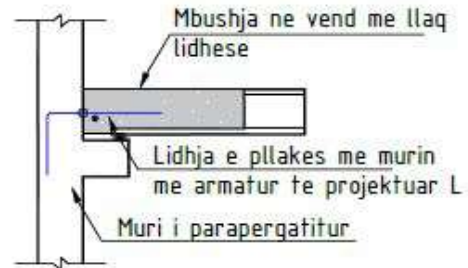 Mbushja ne vend me llaq
lidhese
Lidhja e pllakes me murin
me armatur te projektuar L
Muri i parapergatitur